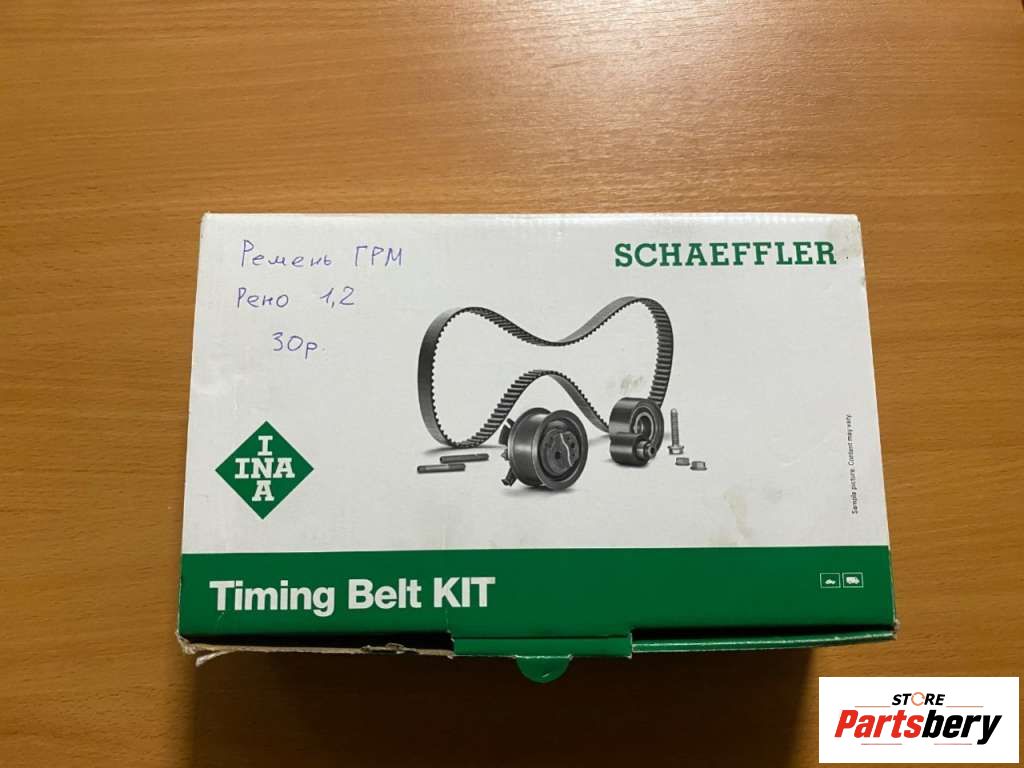 Ремень ГРМ
Рено 1,2
30р.
SCHAEFFLER
I
INA
A
Sample picture. Content may vary.
Timing Belt KIT
STORE
Partsbery